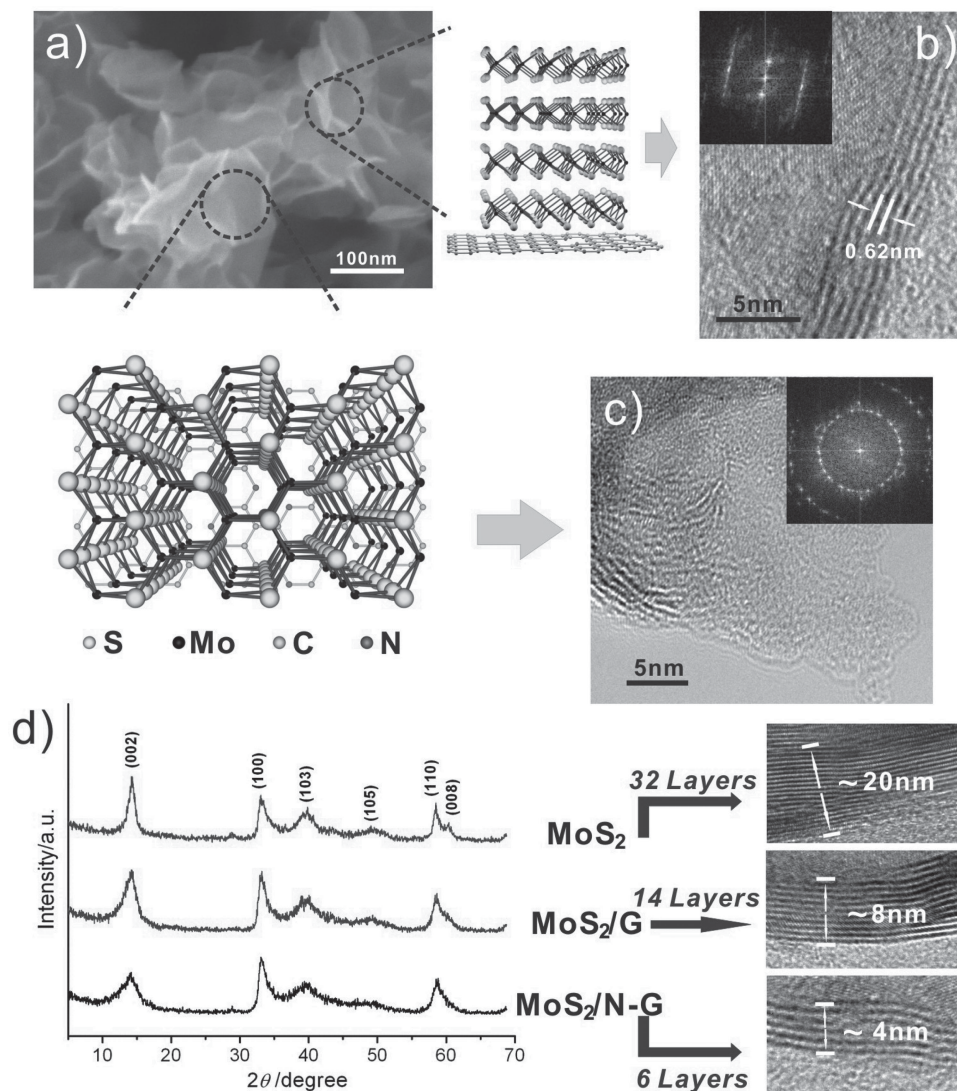 a)
100nm
b)
0.62nm
5nm
S Mo C N
c)
5nm
d)
Intensity/a.u.
(002)
(100)
(103)
(105)
(110)
(008)
10 20 30 40 50 60 70
2θ /degree
32 Layers
MoS₂
~ 20nm
14 Layers
MoS₂/G
~ 8nm
MoS₂/N-G
6 Layers
~ 4nm